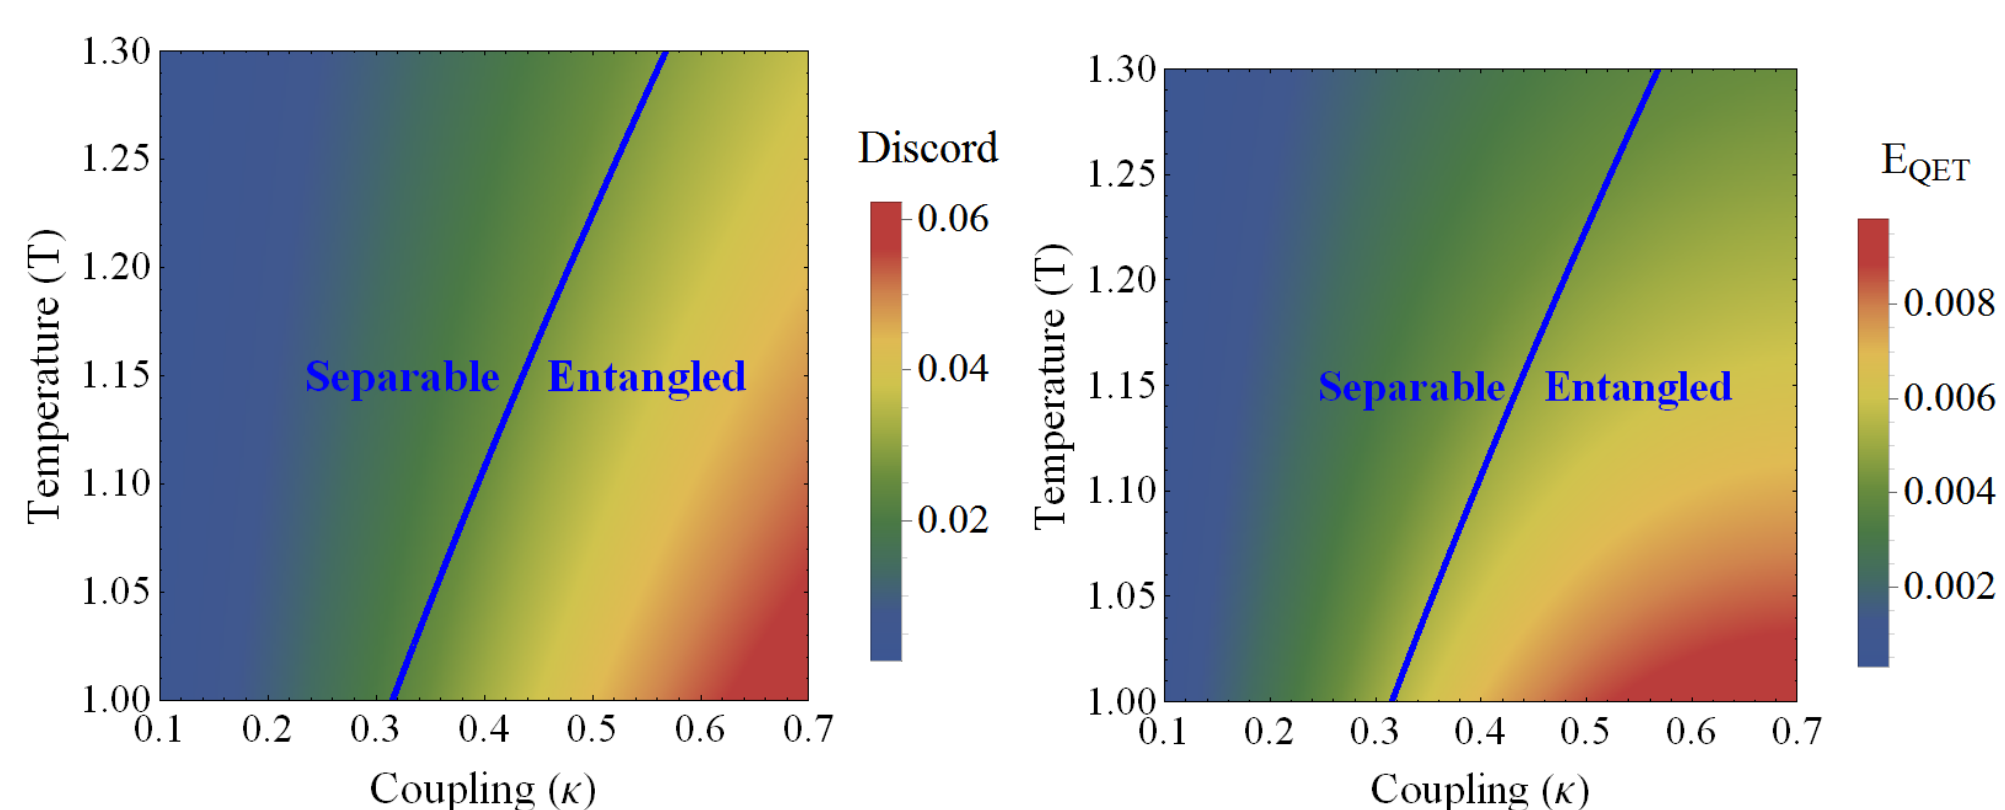 1.30
1.25
1.20
1.15
1.10
1.05
1.00
0.1 0.2 0.3 0.4 0.5 0.6 0.7
Temperature (T)
Coupling (κ)
Separable Entangled
Discord
0.06
0.04
0.02
1.30
1.25
1.20
1.15
1.10
1.05
1.00
0.1 0.2 0.3 0.4 0.5 0.6 0.7
Temperature (T)
Coupling (κ)
Separable Entangled
E_QET
0.008
0.006
0.004
0.002